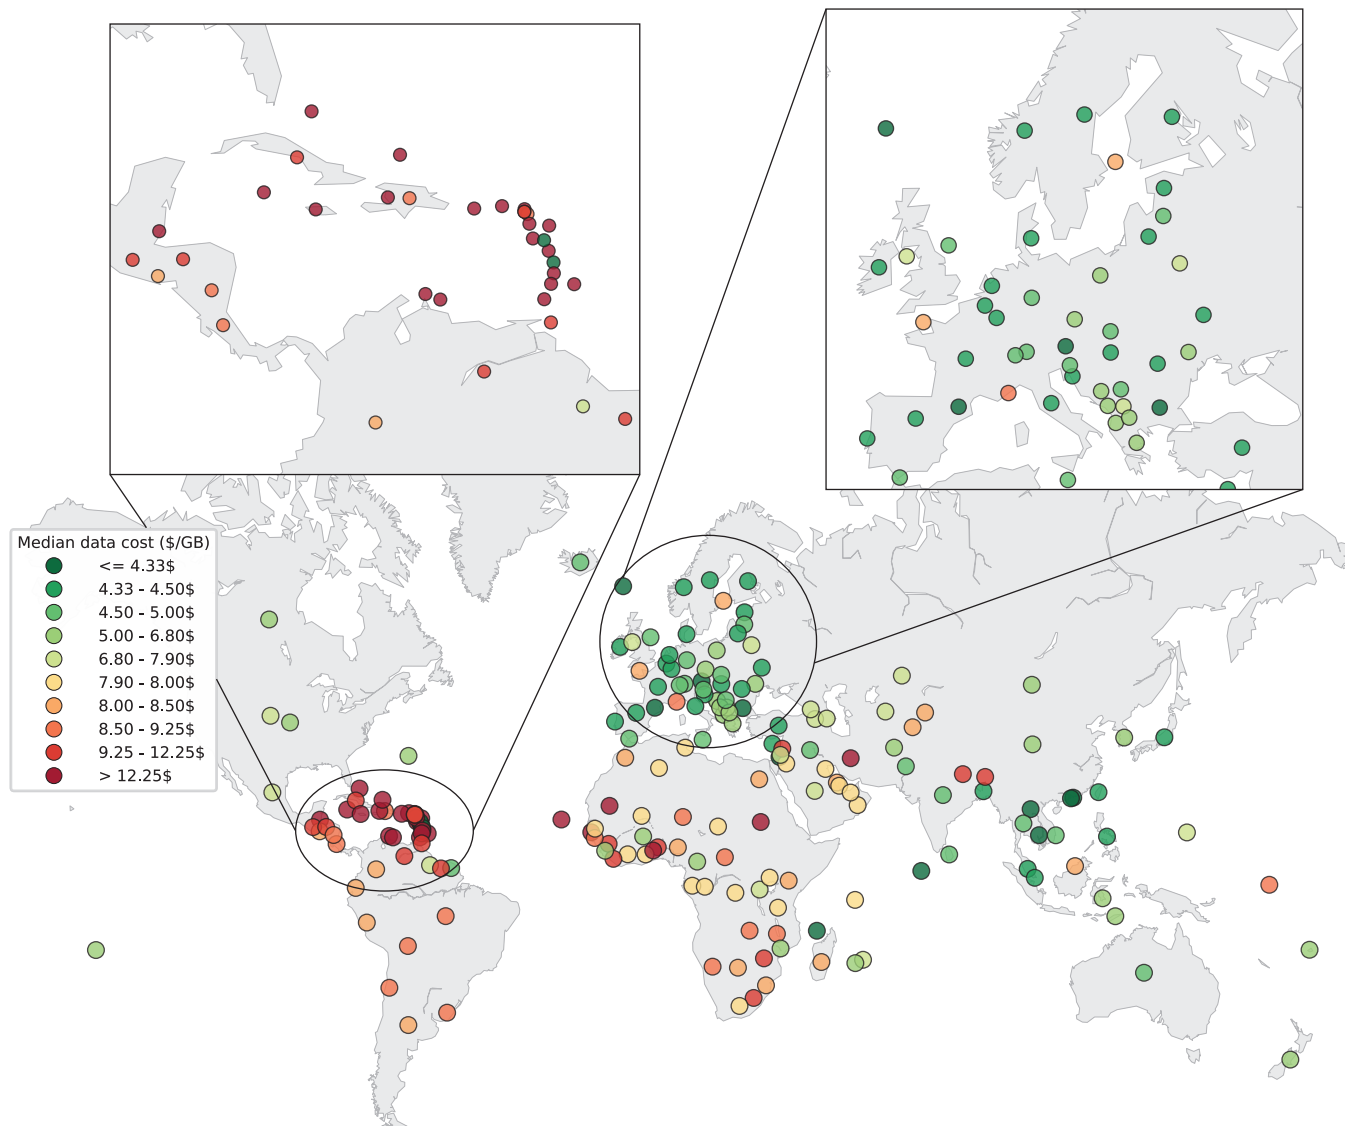 Median data cost ($/GB)
<= 4.33$
4.33 - 4.50$
4.50 - 5.00$
5.00 - 6.80$
6.80 - 7.90$
7.90 - 8.00$
8.00 - 8.50$
8.50 - 9.25$
9.25 - 12.25$
> 12.25$